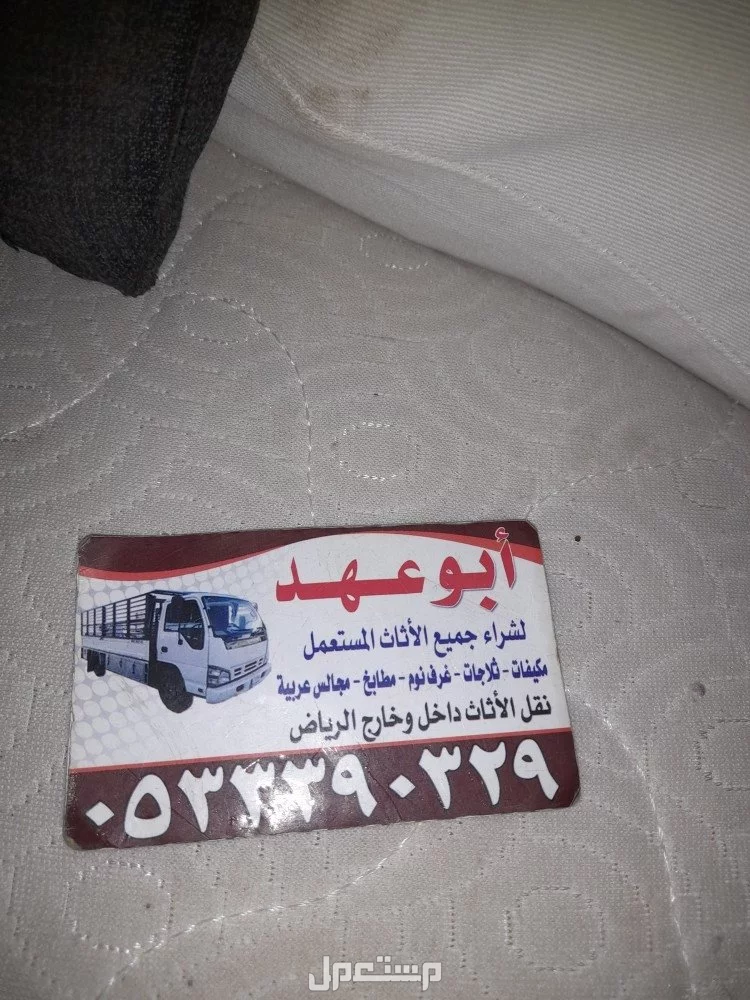 أبو عهد
لشراء جميع الأثاث المستعمل
مكيفات - ثلاجات - غرف نوم - مطابخ - مجالس عربية
نقل الأثاث داخل وخارج الرياض
٠٥٣٣٣٩٠٣٢٩
مستعمل